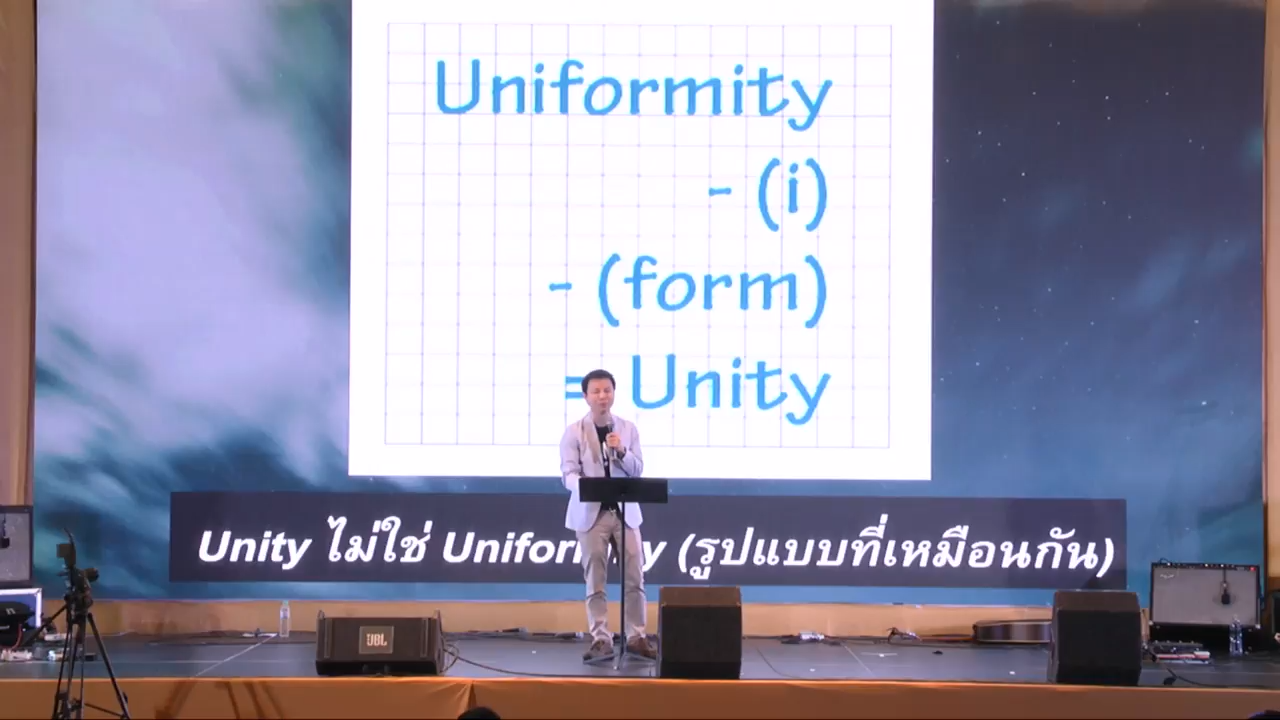 Uniformity
- (i)
- (form)
= Unity
Unity ไม่ใช่ Uniformity (รูปแบบที่เหมือนกัน)
JBL